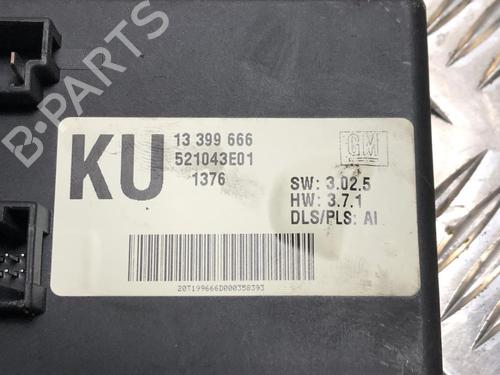 B-PARTS
KU
13 399 666
521043E01
1376
GM
SW: 3.02.5
HW: 3.7.1
DLS/PLS: AI
20T199666D000358393